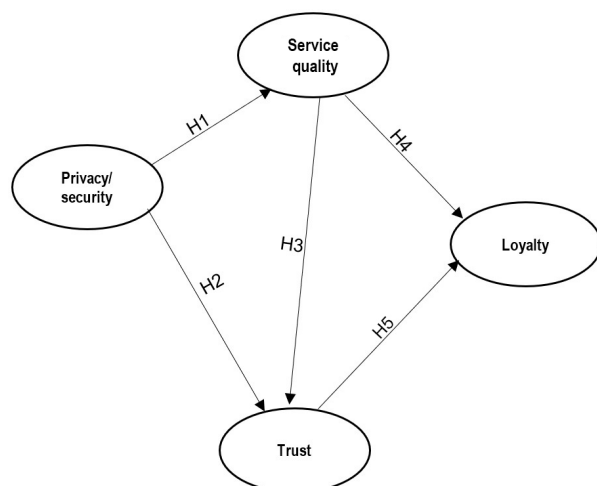 Service
quality
H1
H4
Privacy/
security
H3
Loyalty
H2
H5
Trust